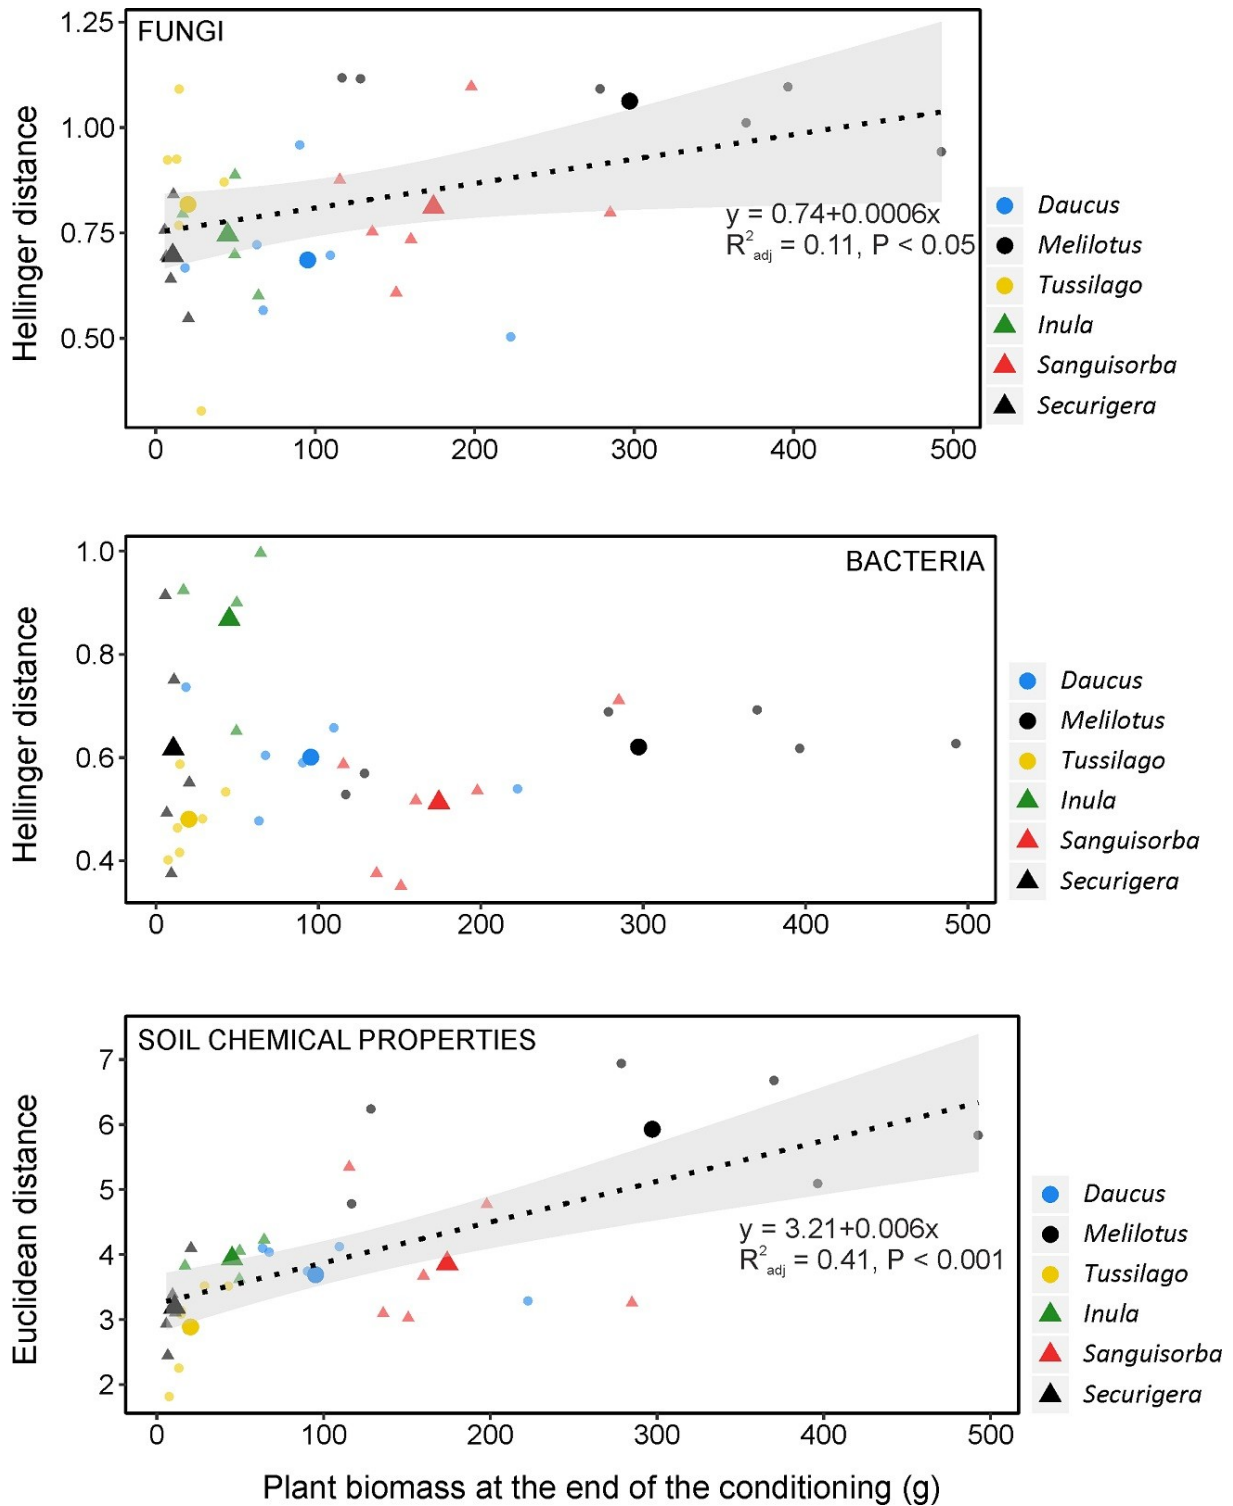 FUNGI
Hellinger distance
1.25
1.00
0.75
0.50
0 100 200 300 400 500
y = 0.74+0.0006x
R²adj = 0.11, P < 0.05
Daucus
Melilotus
Tussilago
Inula
Sanguisorba
Securigera
BACTERIA
Hellinger distance
1.0
0.8
0.6
0.4
0 100 200 300 400 500
Daucus
Melilotus
Tussilago
Inula
Sanguisorba
Securigera
SOIL CHEMICAL PROPERTIES
Euclidean distance
7
6
5
4
3
2
0 100 200 300 400 500
y = 3.21+0.006x
R²adj = 0.41, P < 0.001
Daucus
Melilotus
Tussilago
Inula
Sanguisorba
Securigera
Plant biomass at the end of the conditioning (g)